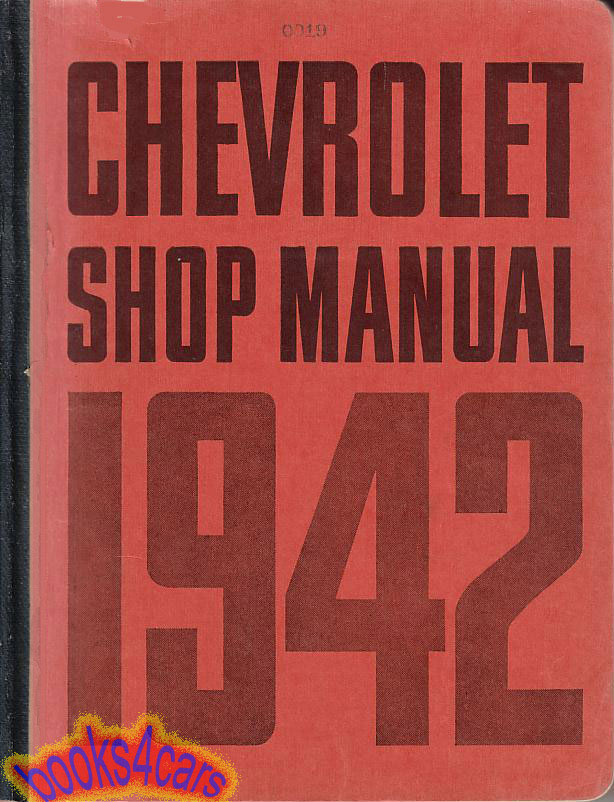 0019
CHEVROLET
SHOP MANUAL
1942
books4cars